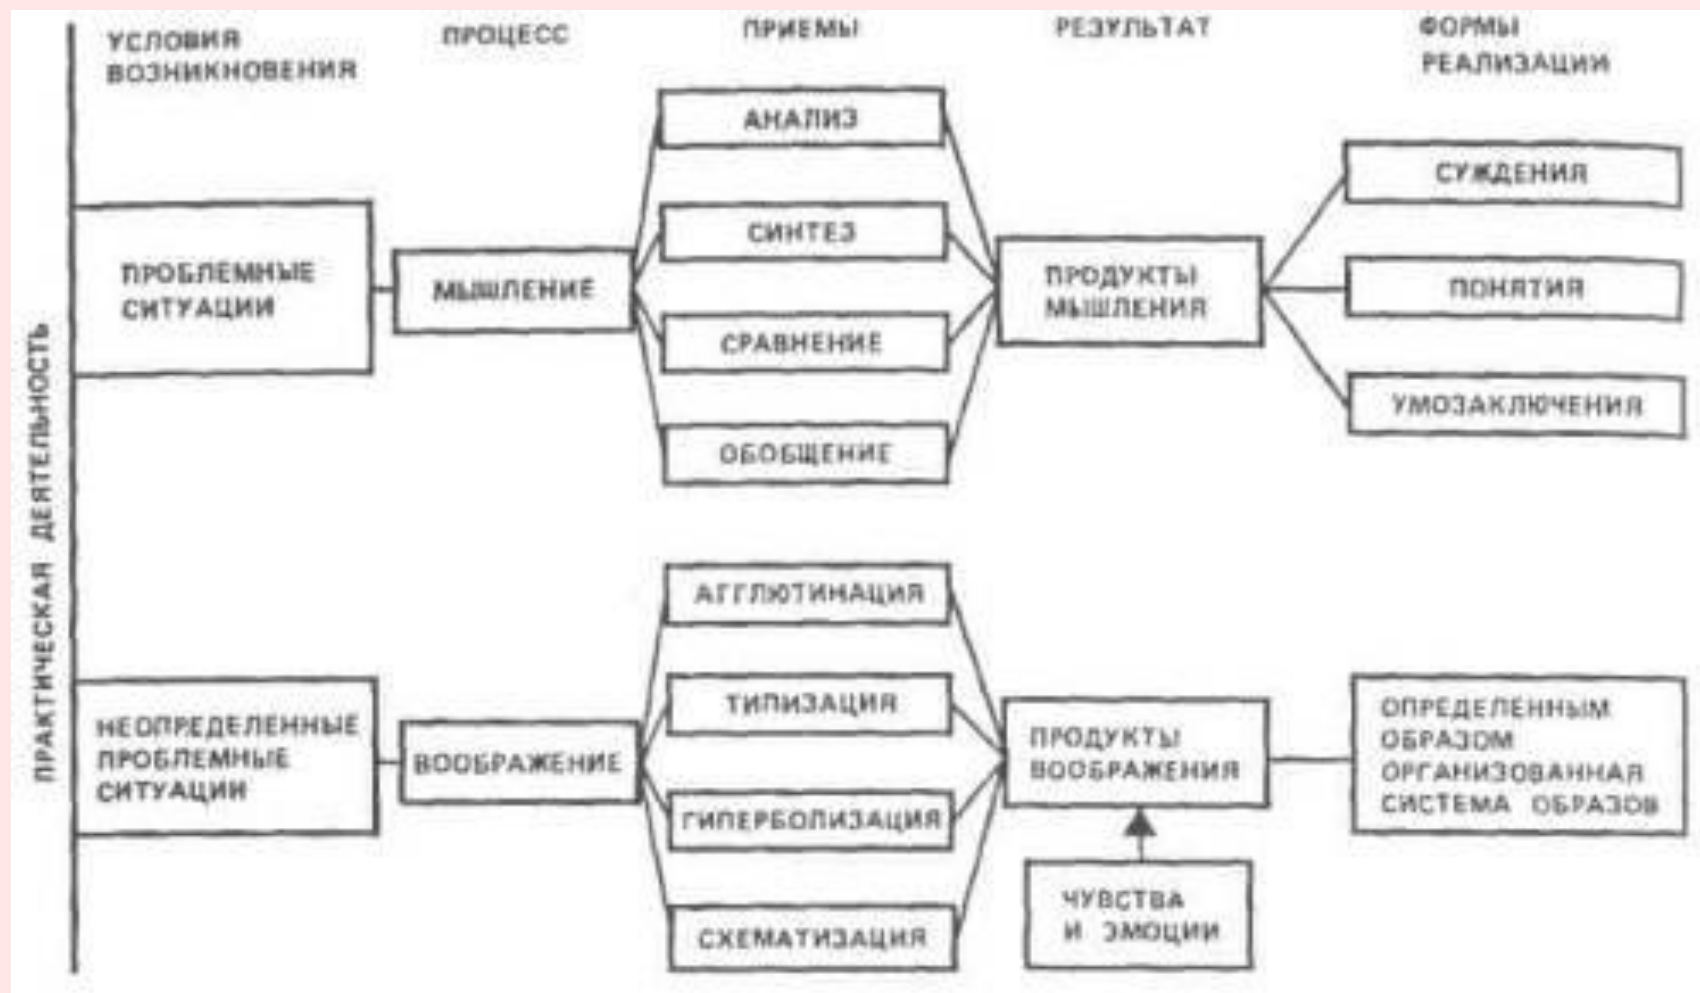 УСЛОВИЯ
ВОЗНИКНОВЕНИЯ
ПРОЦЕСС
ПРИЕМЫ
РЕЗУЛЬТАТ
ФОРМЫ
РЕАЛИЗАЦИИ
ПРАКТИЧЕСКАЯ ДЕЯТЕЛЬНОСТЬ
ПРОБЛЕМНЫЕ
СИТУАЦИИ
МЫШЛЕНИЕ
АНАЛИЗ
СИНТЕЗ
СРАВНЕНИЕ
ОБОБЩЕНИЕ
ПРОДУКТЫ
МЫШЛЕНИЯ
СУЖДЕНИЯ
ПОНЯТИЯ
УМОЗАКЛЮЧЕНИЯ
НЕОПРЕДЕЛЕННЫЕ
ПРОБЛЕМНЫЕ
СИТУАЦИИ
ВООБРАЖЕНИЕ
АГГЛЮТИНАЦИЯ
ТИПИЗАЦИЯ
ГИПЕРБОЛИЗАЦИЯ
СХЕМАТИЗАЦИЯ
ПРОДУКТЫ
ВООБРАЖЕНИЯ
ЧУВСТВА
И ЭМОЦИИ
ОПРЕДЕЛЕННЫМ
ОБРАЗОМ
ОРГАНИЗОВАННАЯ
СИСТЕМА ОБРАЗОВ